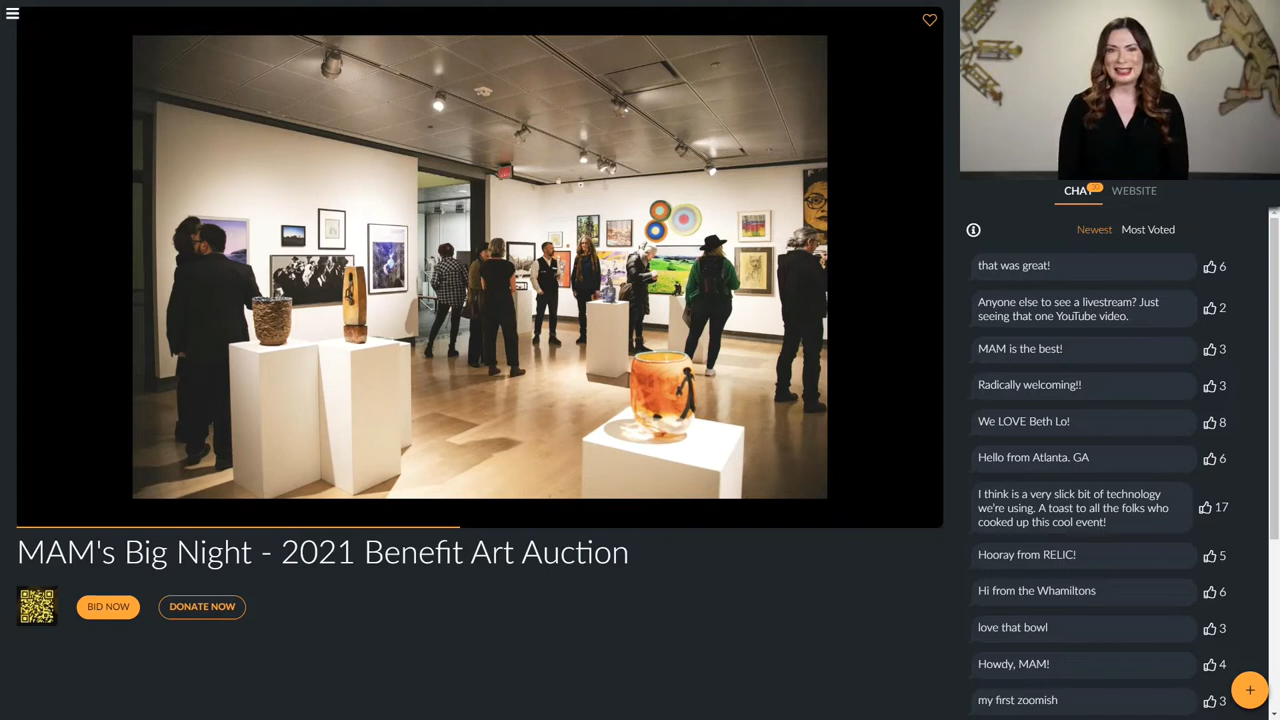 CHAT
WEBSITE
Newest Most Voted
that was great!
6
Anyone else to see a livestream? Just
seeing that one YouTube video.
2
MAM is the best!
3
Radically welcoming!!
3
We LOVE Beth Lo!
8
Hello from Atlanta. GA
6
I think is a very slick bit of technology
we're using. A toast to all the folks who
cooked up this cool event!
17
Hooray from RELIC!
5
Hi from the Whamiltons
6
love that bowl
3
Howdy, MAM!
4
my first zoomish
3
MAM's Big Night - 2021 Benefit Art Auction
BID NOW
DONATE NOW